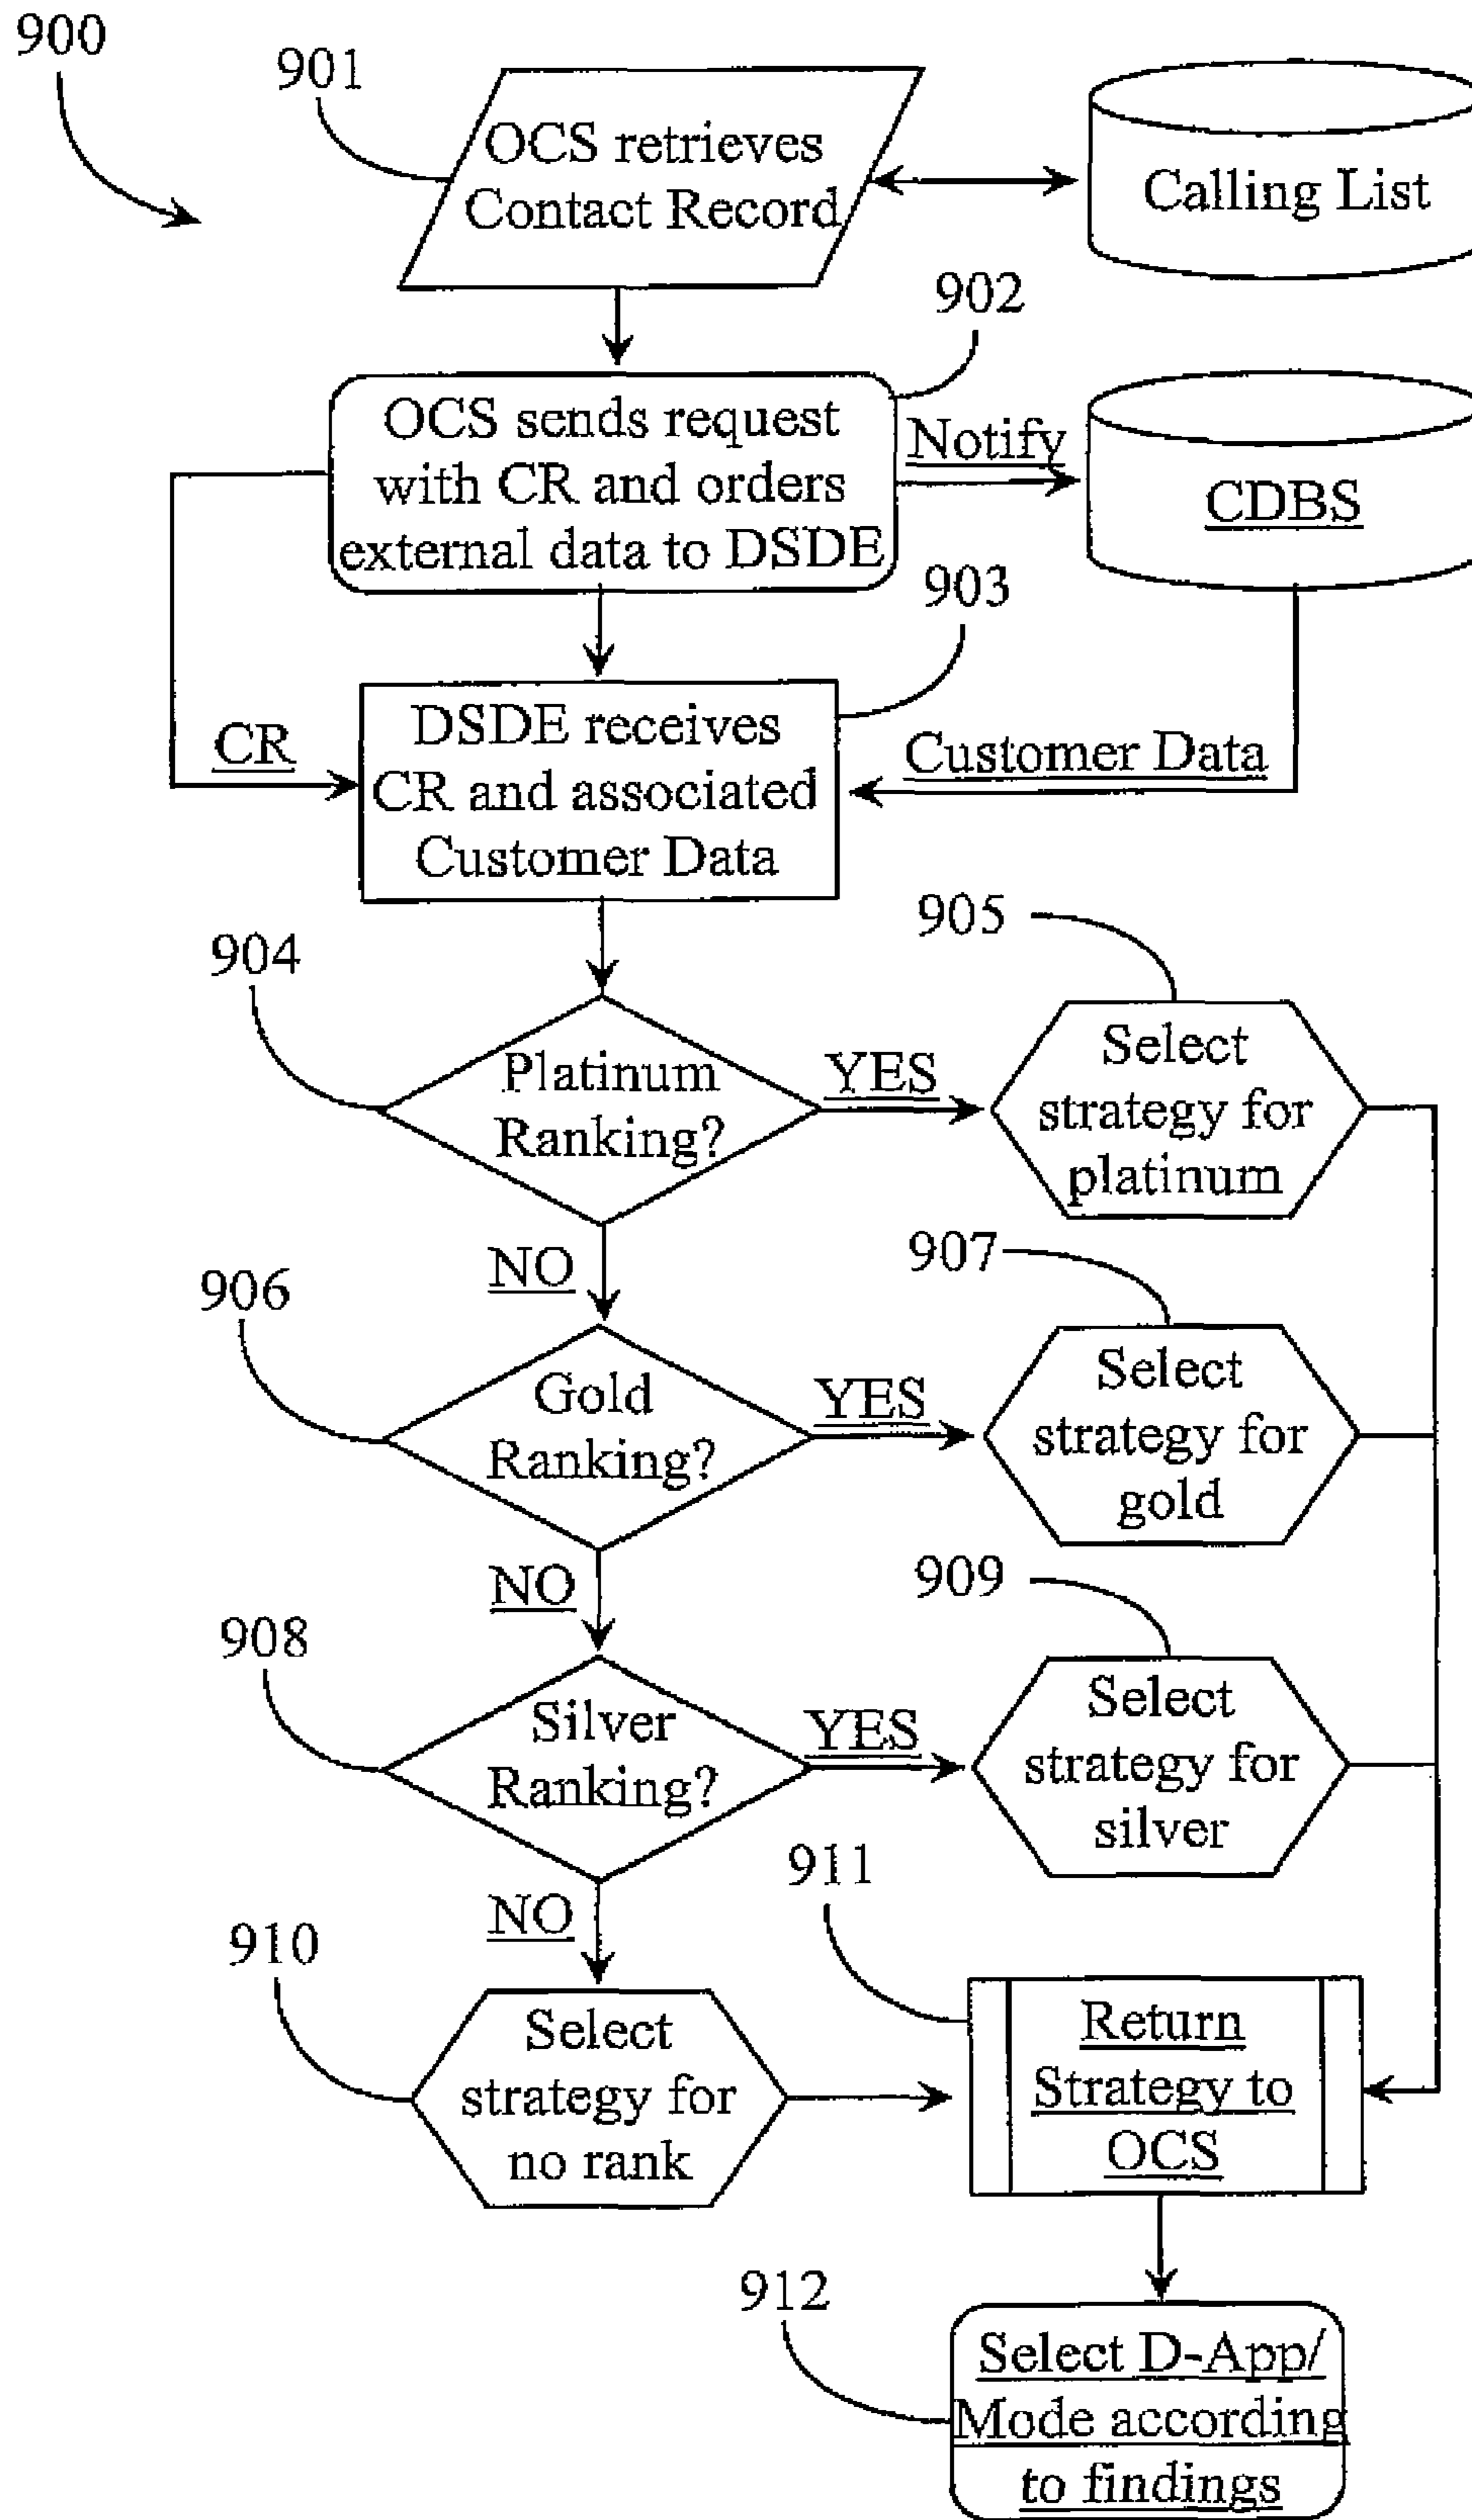 900
901
OCS retrieves
Contact Record
Calling List
902
OCS sends request
with CR and orders
external data to DSDE
Notify
CDBS
903
DSDE receives
CR and associated
Customer Data
CR
Customer Data
904
Platinum
Ranking?
YES
905
Select
strategy for
platinum
NO
906
Gold
Ranking?
YES
907
Select
strategy for
gold
NO
908
Silver
Ranking?
YES
909
Select
strategy for
silver
NO
910
Select
strategy for
no rank
911
Return
Strategy to
OCS
912
Select D-App/
Mode according
to findings